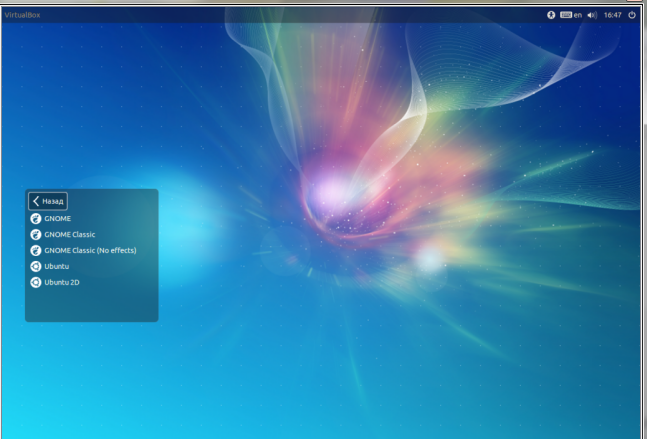 VirtualBox en 16:47
Назад
GNOME
GNOME Classic
GNOME Classic (No effects)
Ubuntu
Ubuntu 2D